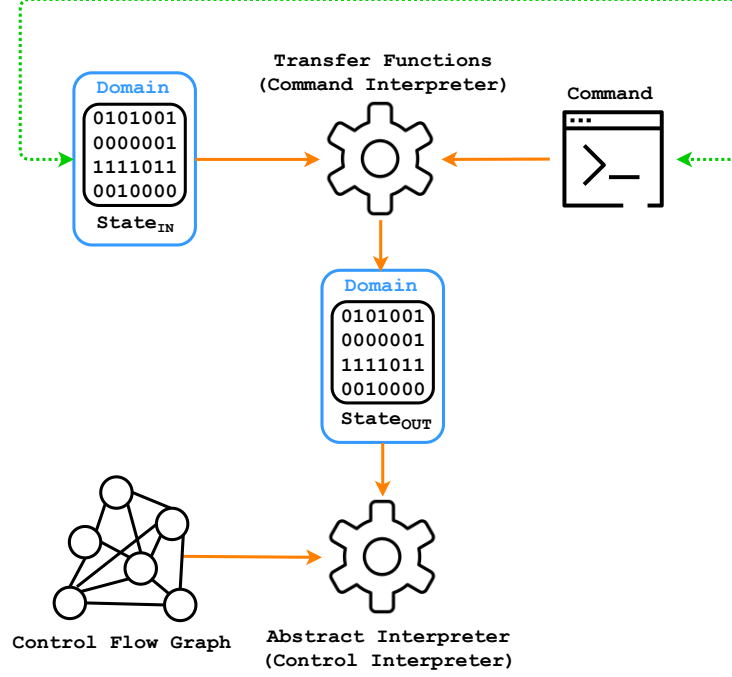 Transfer Functions
(Command Interpreter)
Domain
0101001
0000001
1111011
0010000
StateIN
Command
Domain
0101001
0000001
1111011
0010000
StateOUT
Control Flow Graph
Abstract Interpreter
(Control Interpreter)